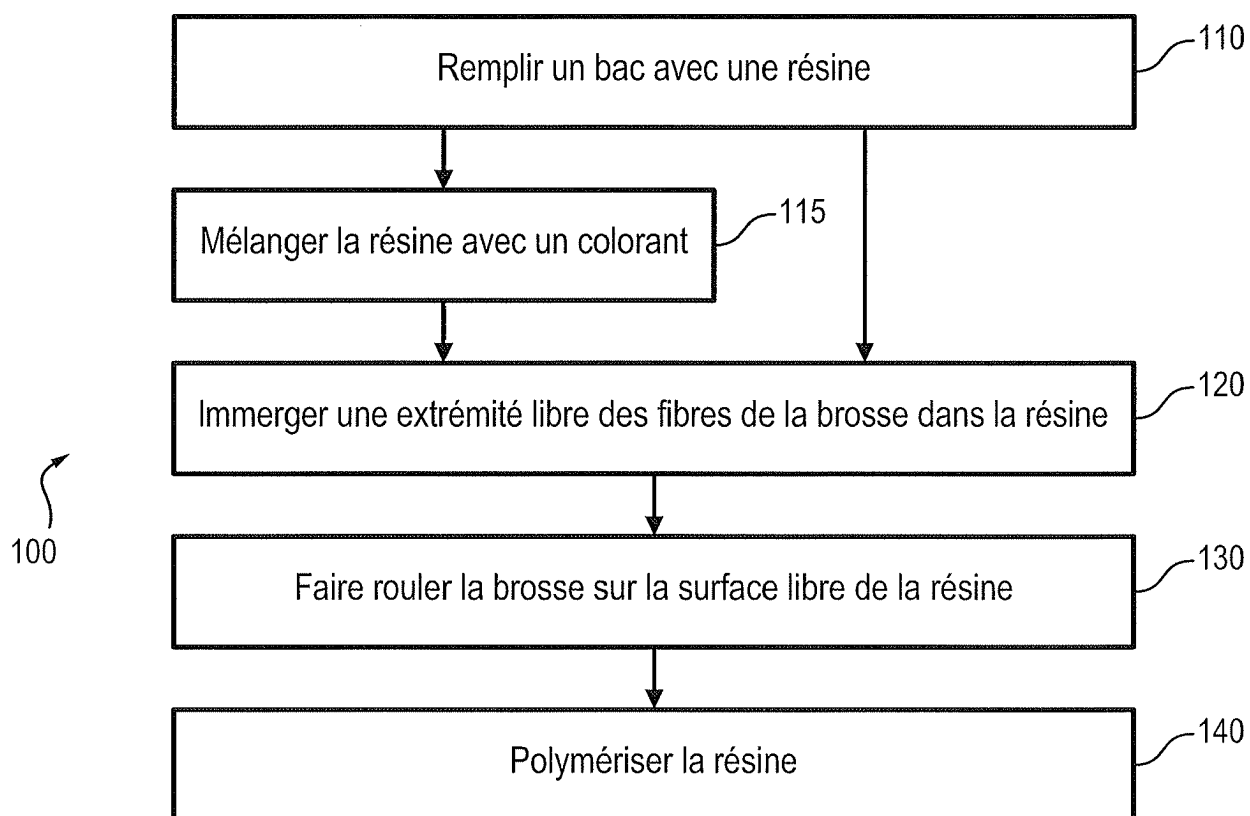 Remplir un bac avec une résine
110
Mélanger la résine avec un colorant
115
Immerger une extrémité libre des fibres de la brosse dans la résine
120
100
Faire rouler la brosse sur la surface libre de la résine
130
Polymériser la résine
140